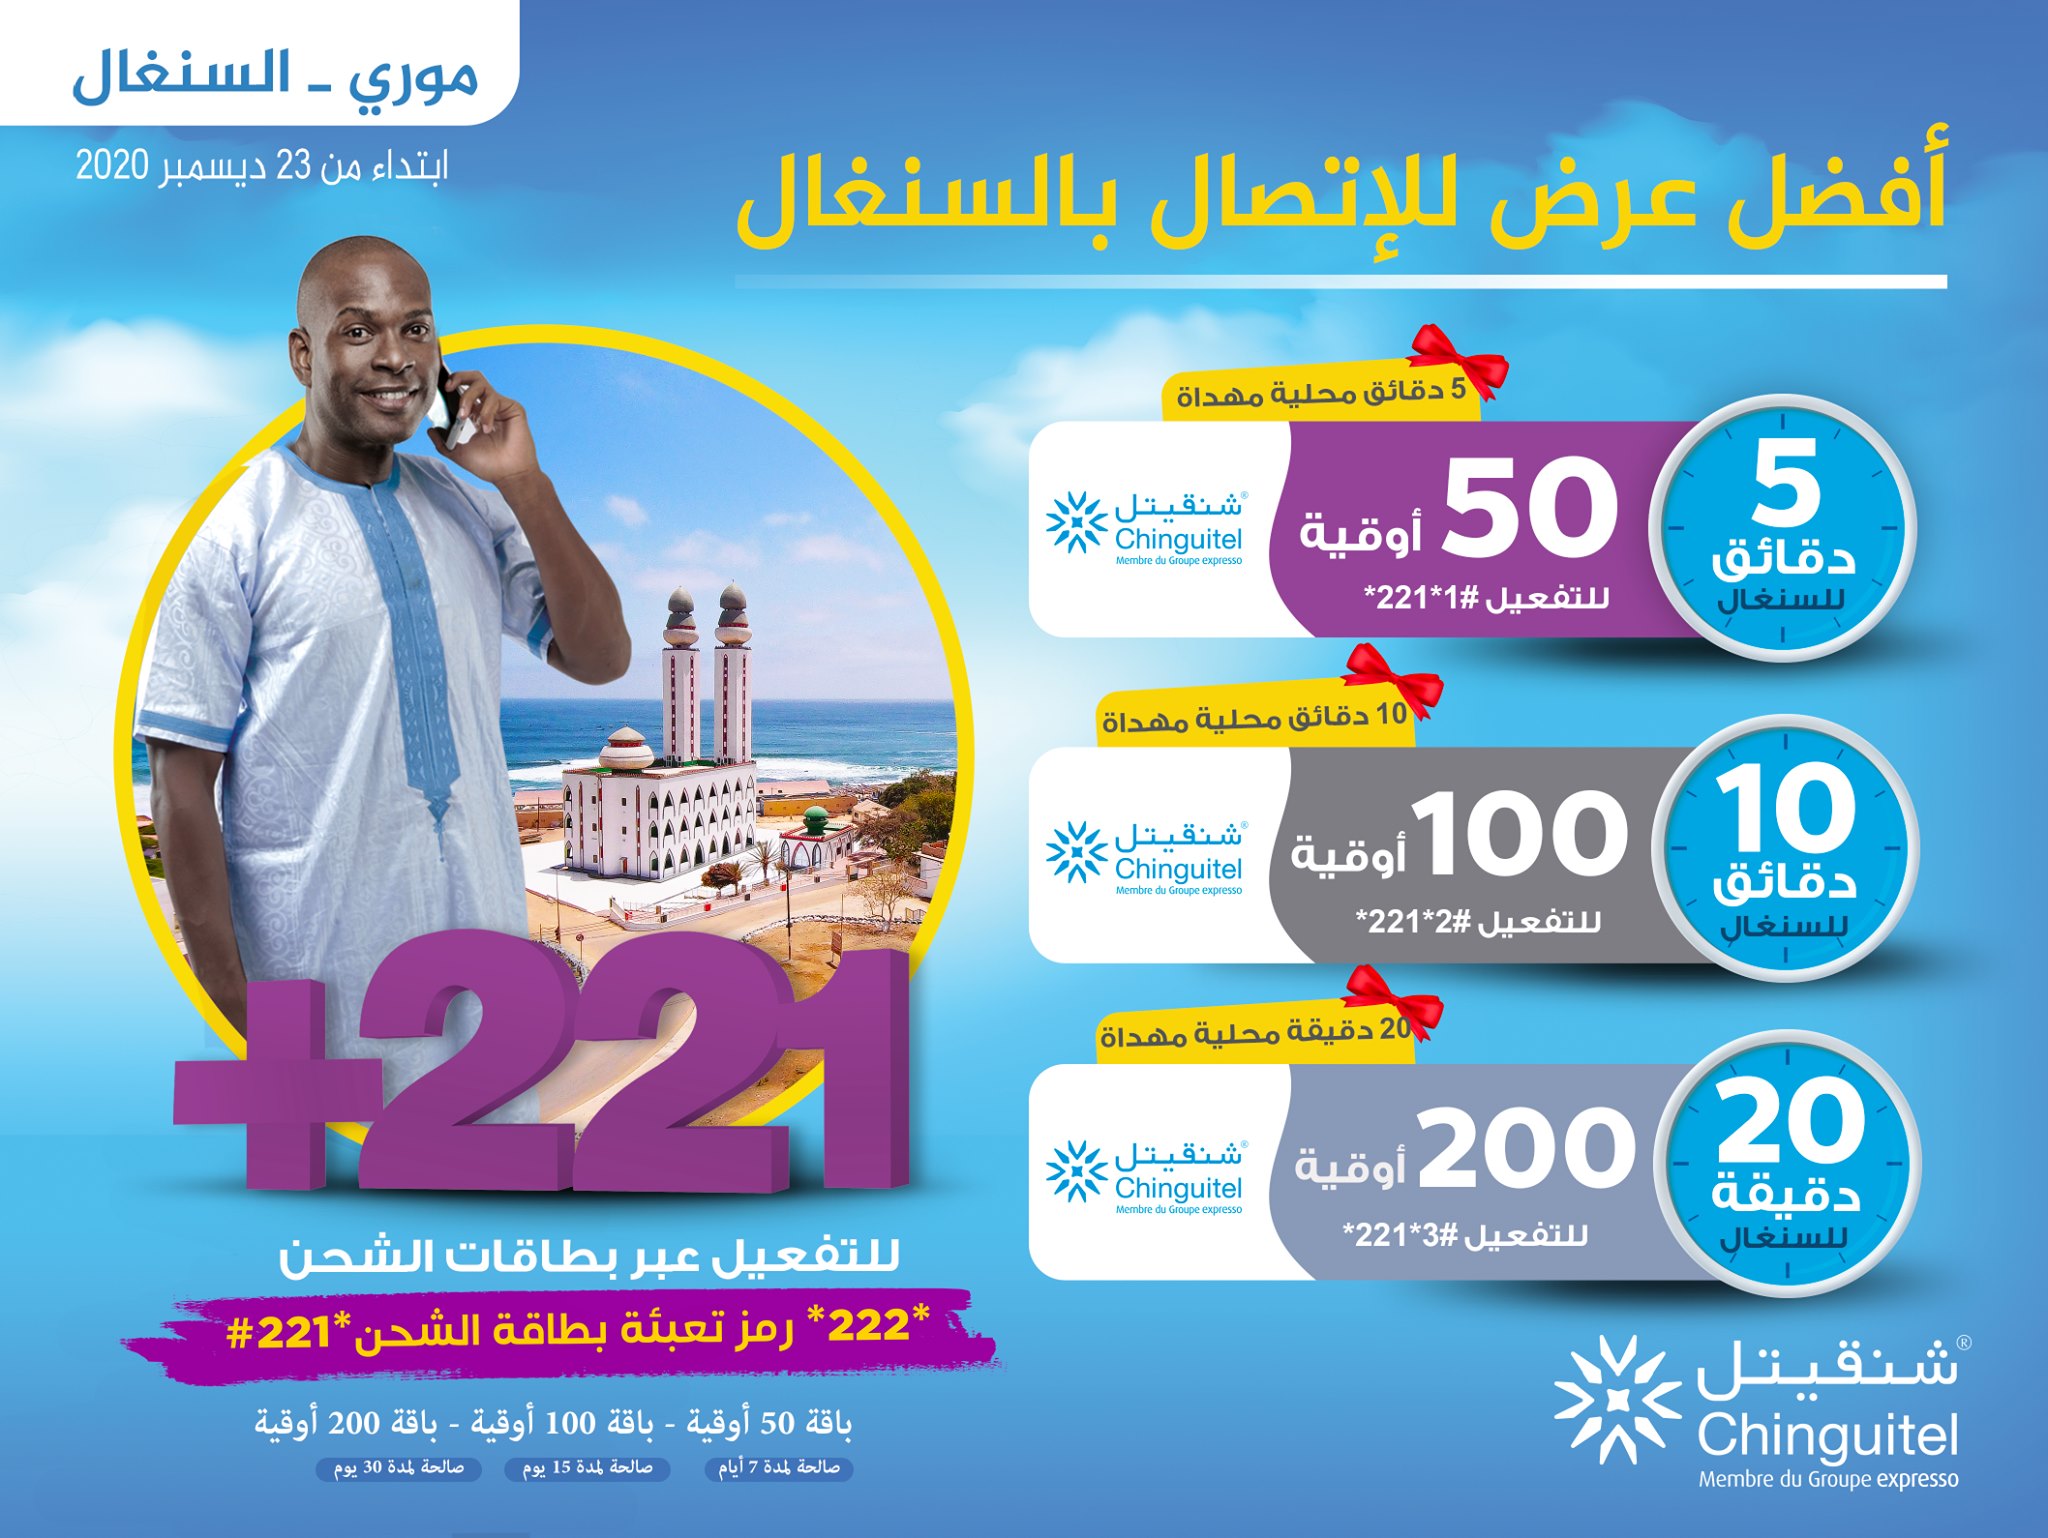 موري - السنغال
ابتداء من 23 ديسمبر 2020
أفضل عرض للإتصال بالسنغال
5 دقائق محلية مهداة
5
دقائق
للسنغال
50 أوقية
للتفعيل #1*221*
شنقيتل®
Chinguitel
Membre du Groupe expresso
10 دقائق محلية مهداة
10
دقائق
للسنغال
100 أوقية
للتفعيل #2*221*
شنقيتل®
Chinguitel
Membre du Groupe expresso
20 دقيقة محلية مهداة
20
دقيقة
للسنغال
200 أوقية
للتفعيل #3*221*
شنقيتل®
Chinguitel
Membre du Groupe expresso
+221
للتفعيل عبر بطاقات الشحن
*222* رمز تعبئة بطاقة الشحن*221#
باقة 50 أوقية - باقة 100 أوقية - باقة 200 أوقية
صالحة لمدة 7 أيام
صالحة لمدة 15 يوم
صالحة لمدة 30 يوم
شنقيتل®
Chinguitel
Membre du Groupe expresso